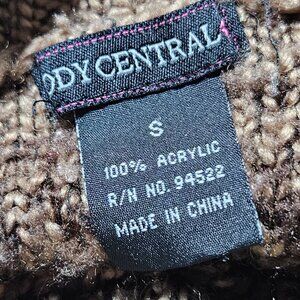 ODY CENTRAL
S
100% ACRYLIC
R/N NO. 94522
MADE IN CHINA